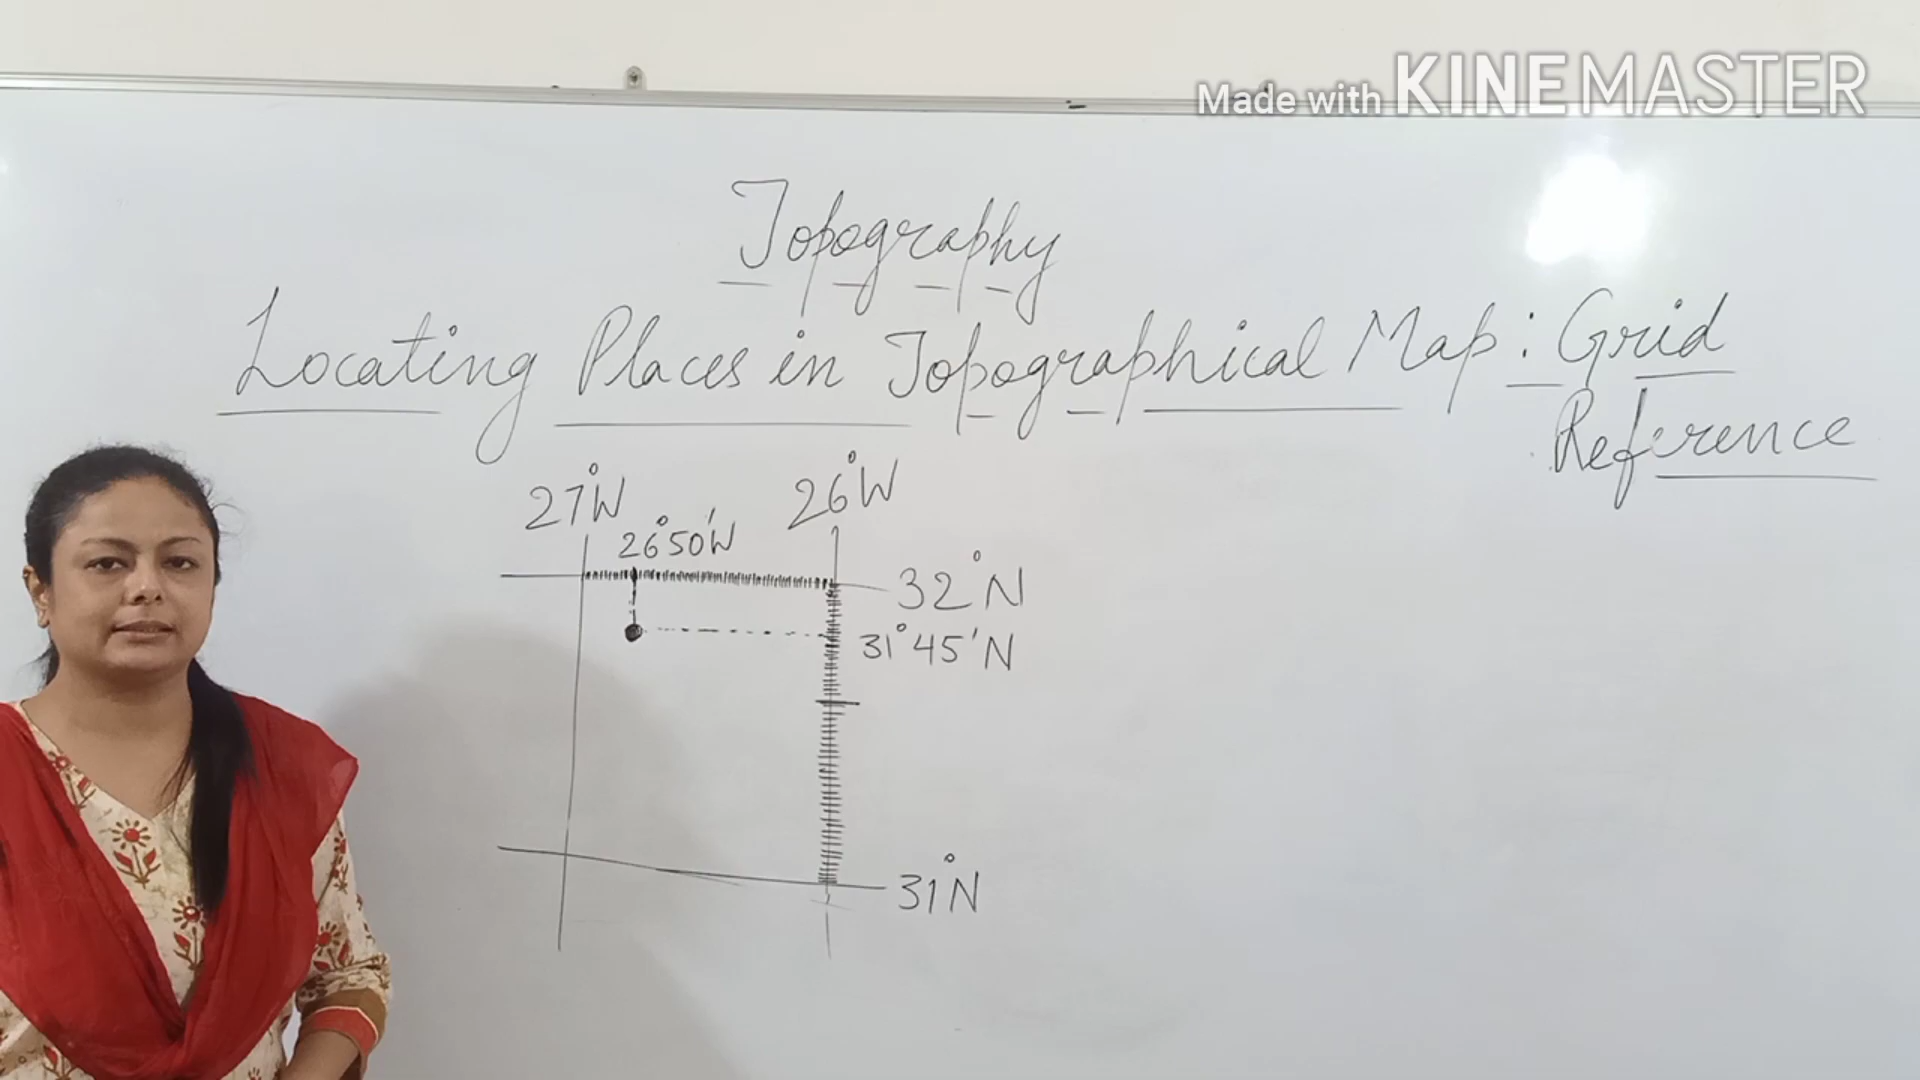 Made with KINEMASTER
Topography
Locating Places in Topographical Map : Grid
Reference
27°W
26°W
26°50'W
32°N
31°45'N
31°N